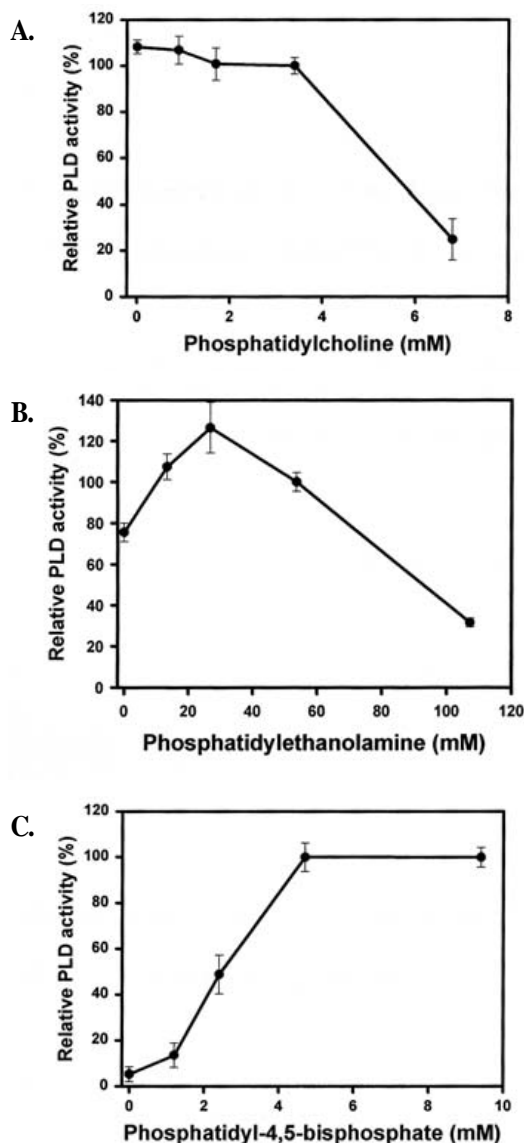 A.
Relative PLD activity (%)
120
100
80
60
40
20
0
0 2 4 6 8
Phosphatidylcholine (mM)
B.
Relative PLD activity (%)
140
120
100
80
60
40
20
0
0 20 40 60 80 100 120
Phosphatidylethanolamine (mM)
C.
Relative PLD activity (%)
120
100
80
60
40
20
0
0 2 4 6 8 10
Phosphatidyl-4,5-bisphosphate (mM)